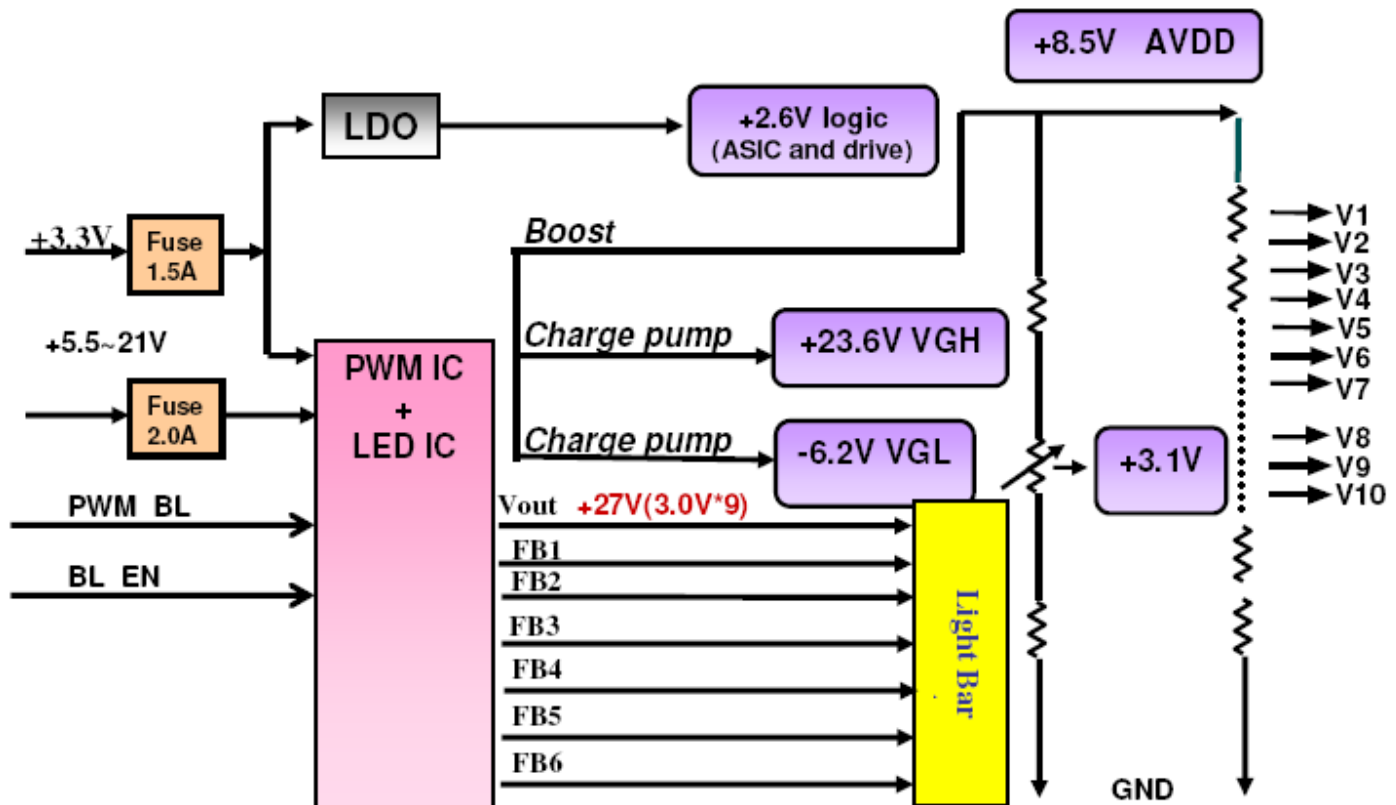 +8.5V AVDD
LDO
+2.6V logic
(ASIC and drive)
+3.3V
Fuse
1.5A
Boost
V1
V2
V3
V4
V5
V6
V7
V8
V9
V10
+5.5~21V
Fuse
2.0A
PWM IC
+
LED IC
Charge pump
+23.6V VGH
Charge pump
-6.2V VGL
+3.1V
PWM BL
BL EN
Vout +27V(3.0V*9)
FB1
FB2
FB3
FB4
FB5
FB6
Light Bar
GND